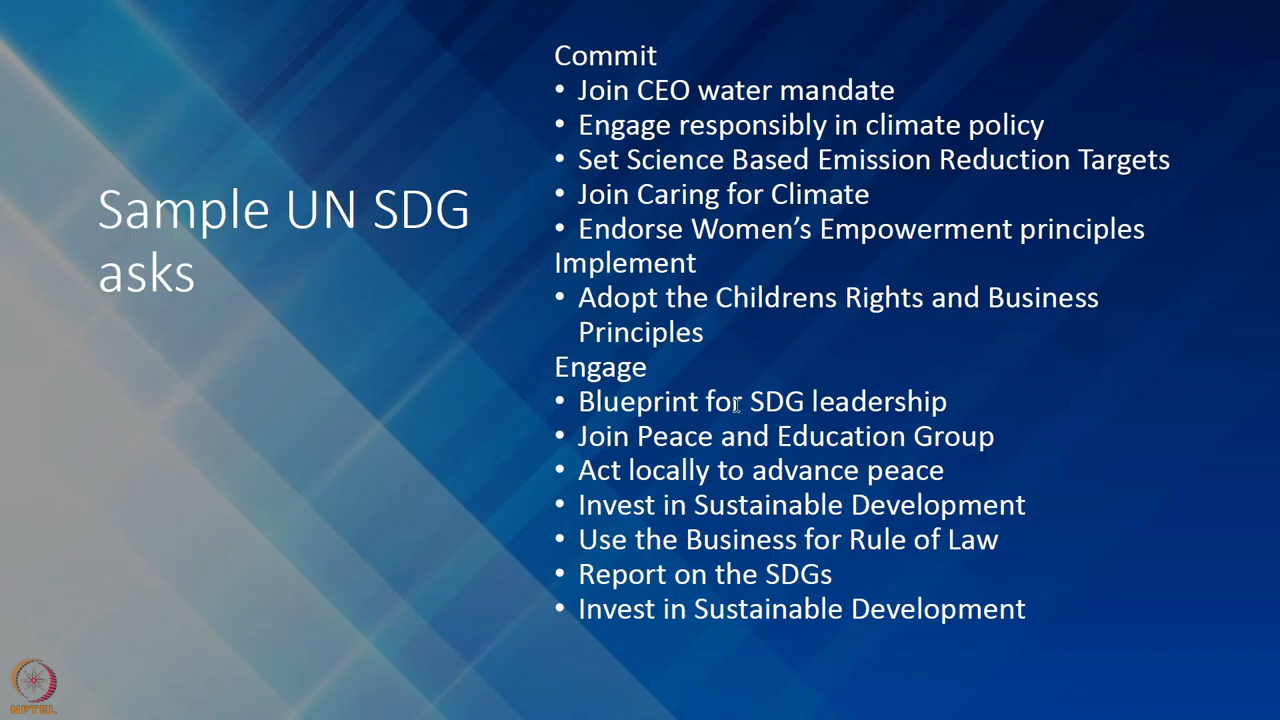 Sample UN SDG
asks
Commit
• Join CEO water mandate
• Engage responsibly in climate policy
• Set Science Based Emission Reduction Targets
• Join Caring for Climate
• Endorse Women’s Empowerment principles
Implement
• Adopt the Childrens Rights and Business
Principles
Engage
• Blueprint for SDG leadership
• Join Peace and Education Group
• Act locally to advance peace
• Invest in Sustainable Development
• Use the Business for Rule of Law
• Report on the SDGs
• Invest in Sustainable Development
NPTEL